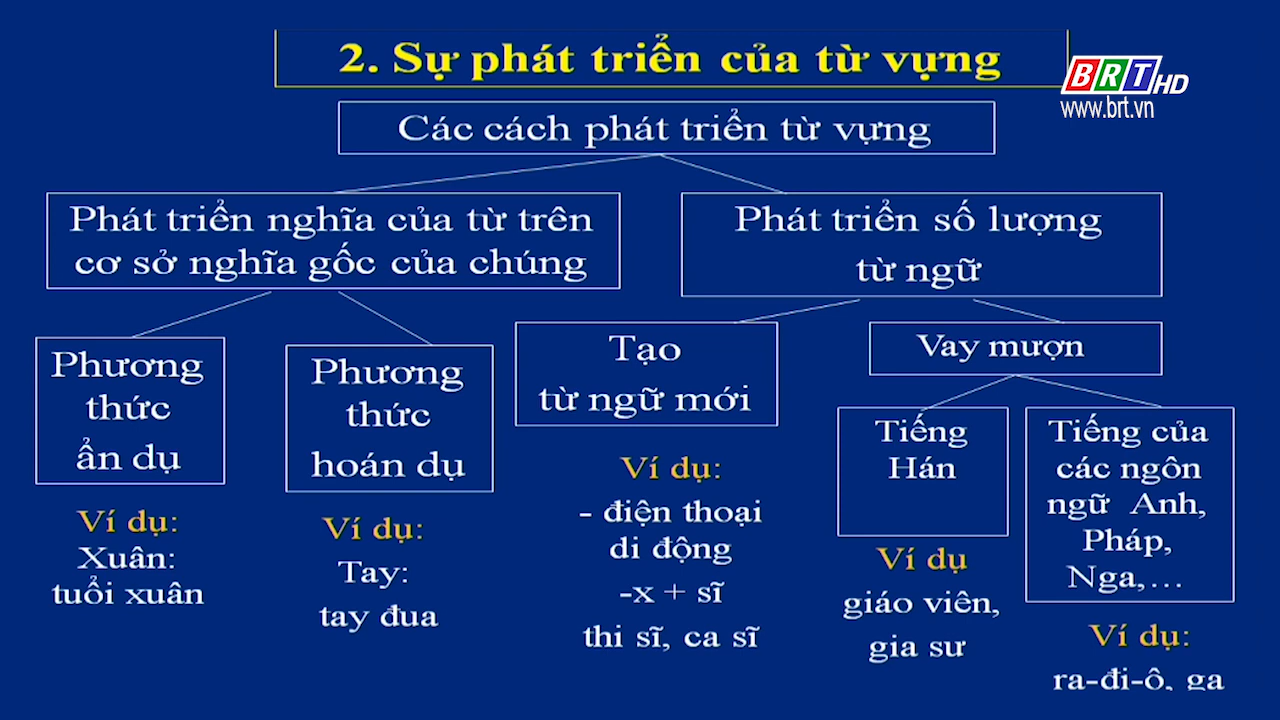 2. Sự phát triển của từ vựng
BRT HD
www.brt.vn
Các cách phát triển từ vựng
Phát triển nghĩa của từ trên
cơ sở nghĩa gốc của chúng
Phát triển số lượng
từ ngữ
Phương
thức
ẩn dụ
Ví dụ:
Xuân:
tuổi xuân
Phương
thức
hoán dụ
Ví dụ:
Tay:
tay đua
Tạo
từ ngữ mới
Ví dụ:
- điện thoại
di động
-x + sĩ
thi sĩ, ca sĩ
Vay mượn
Tiếng
Hán
Ví dụ
giáo viên,
gia sư
Tiếng của
các ngôn
ngữ Anh,
Pháp,
Nga,...
Ví dụ:
ra-đi-ô, ga